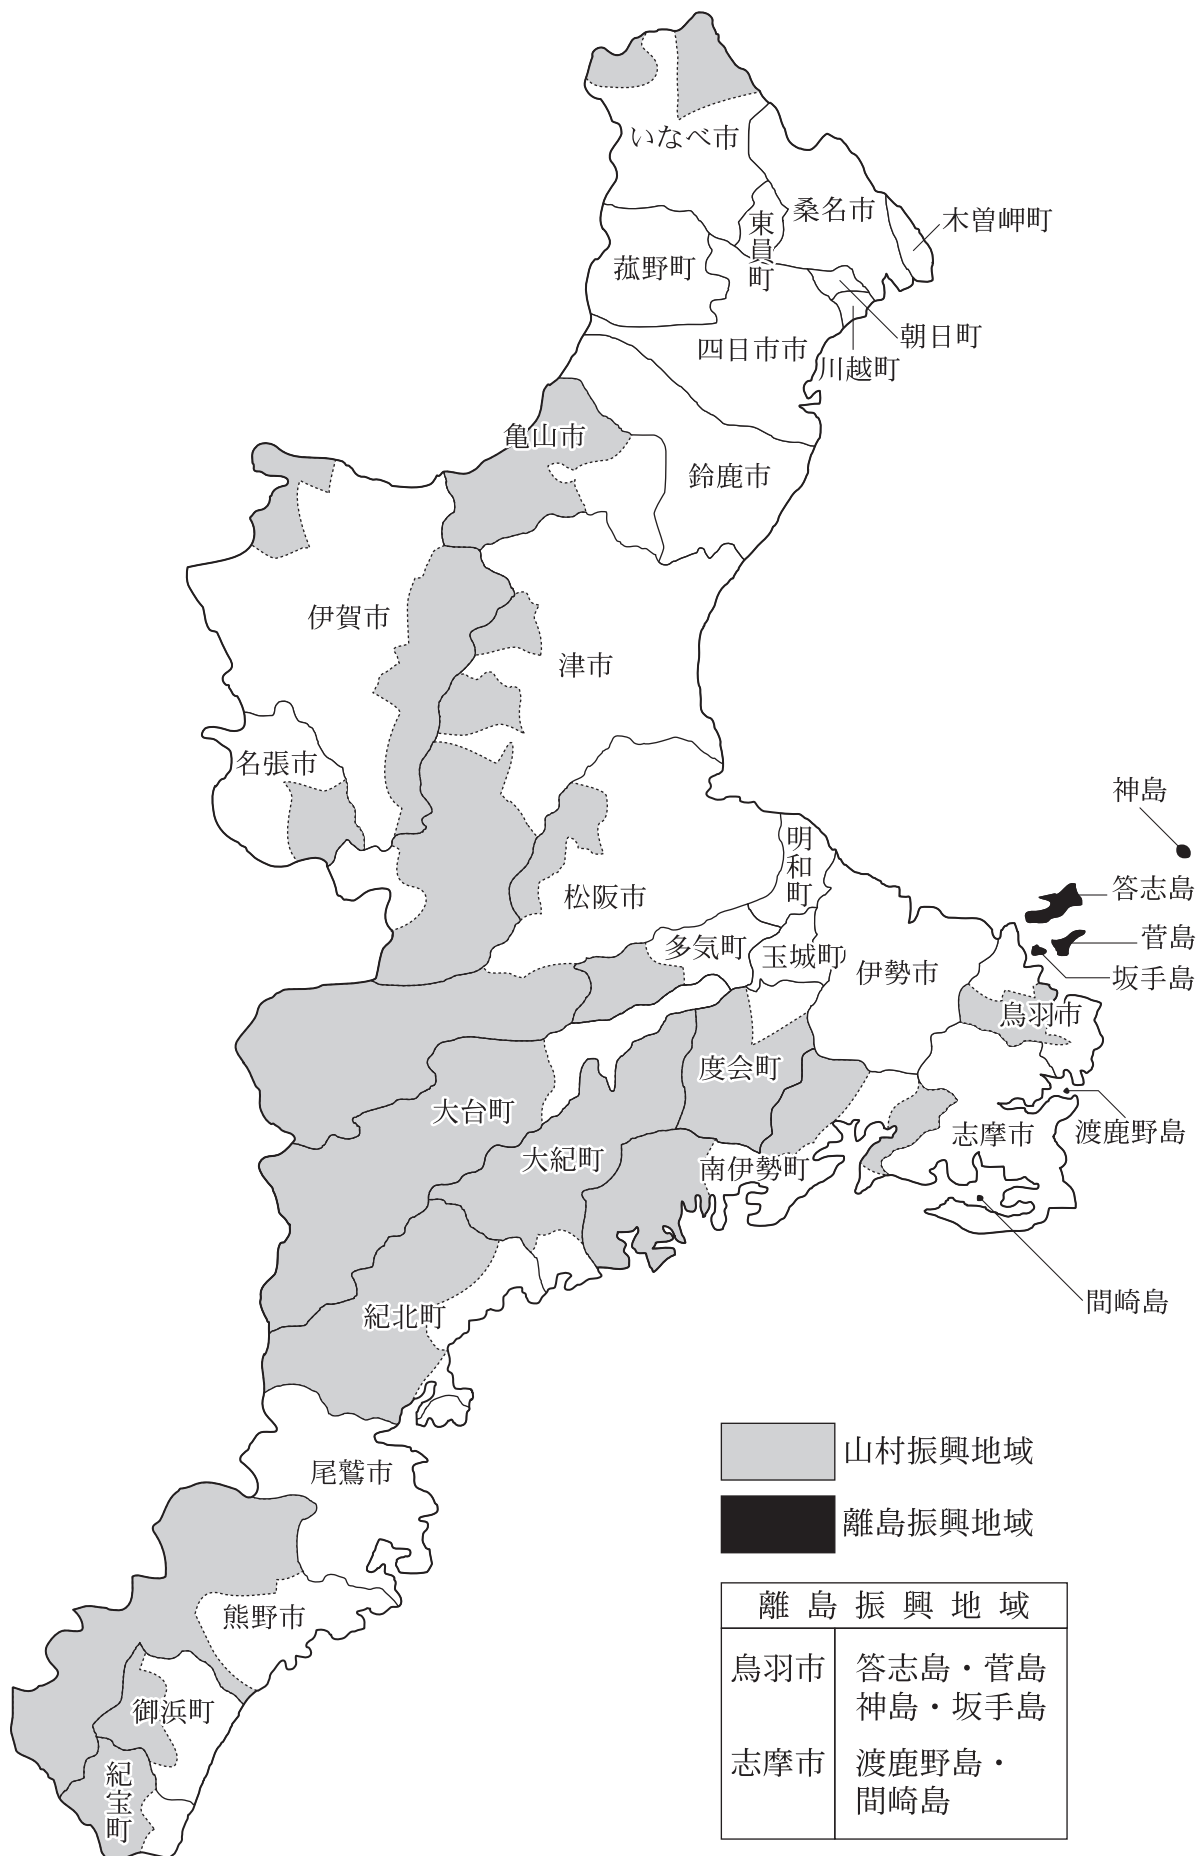 いなべ市
桑名市
木曽岬町
東員町
菰野町
朝日町
四日市市
川越町
亀山市
鈴鹿市
伊賀市
津市
名張市
神島
明和町
答志島
松阪市
菅島
多気町
玉城町
伊勢市
坂手島
鳥羽市
度会町
大台町
志摩市
渡鹿野島
大紀町
南伊勢町
間崎島
紀北町
山村振興地域
尾鷲市
離島振興地域
離島振興地域
熊野市
鳥羽市
答志島・菅島
神島・坂手島
御浜町
志摩市
渡鹿野島・
間崎島
紀宝町